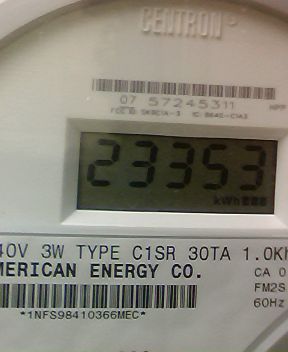 CENTRON
07 57245311
23353
kWh
40V 3W TYPE C1SR 30TA 1.0Kh
MERICAN ENERGY CO.
CA 0
FM2S
60Hz
*1NFS98410366MEC*